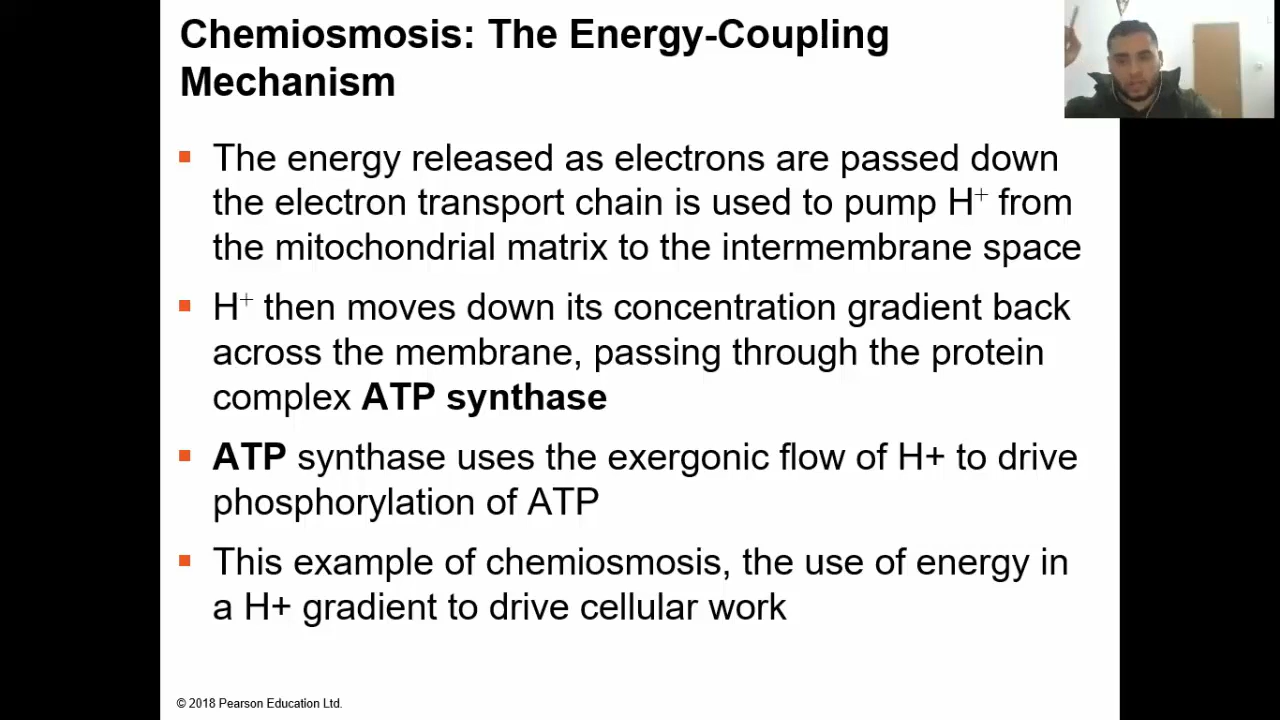 Chemiosmosis: The Energy-Coupling
Mechanism
The energy released as electrons are passed down
the electron transport chain is used to pump H⁺ from
the mitochondrial matrix to the intermembrane space
H⁺ then moves down its concentration gradient back
across the membrane, passing through the protein
complex ATP synthase
ATP synthase uses the exergonic flow of H+ to drive
phosphorylation of ATP
This example of chemiosmosis, the use of energy in
a H+ gradient to drive cellular work
© 2018 Pearson Education Ltd.